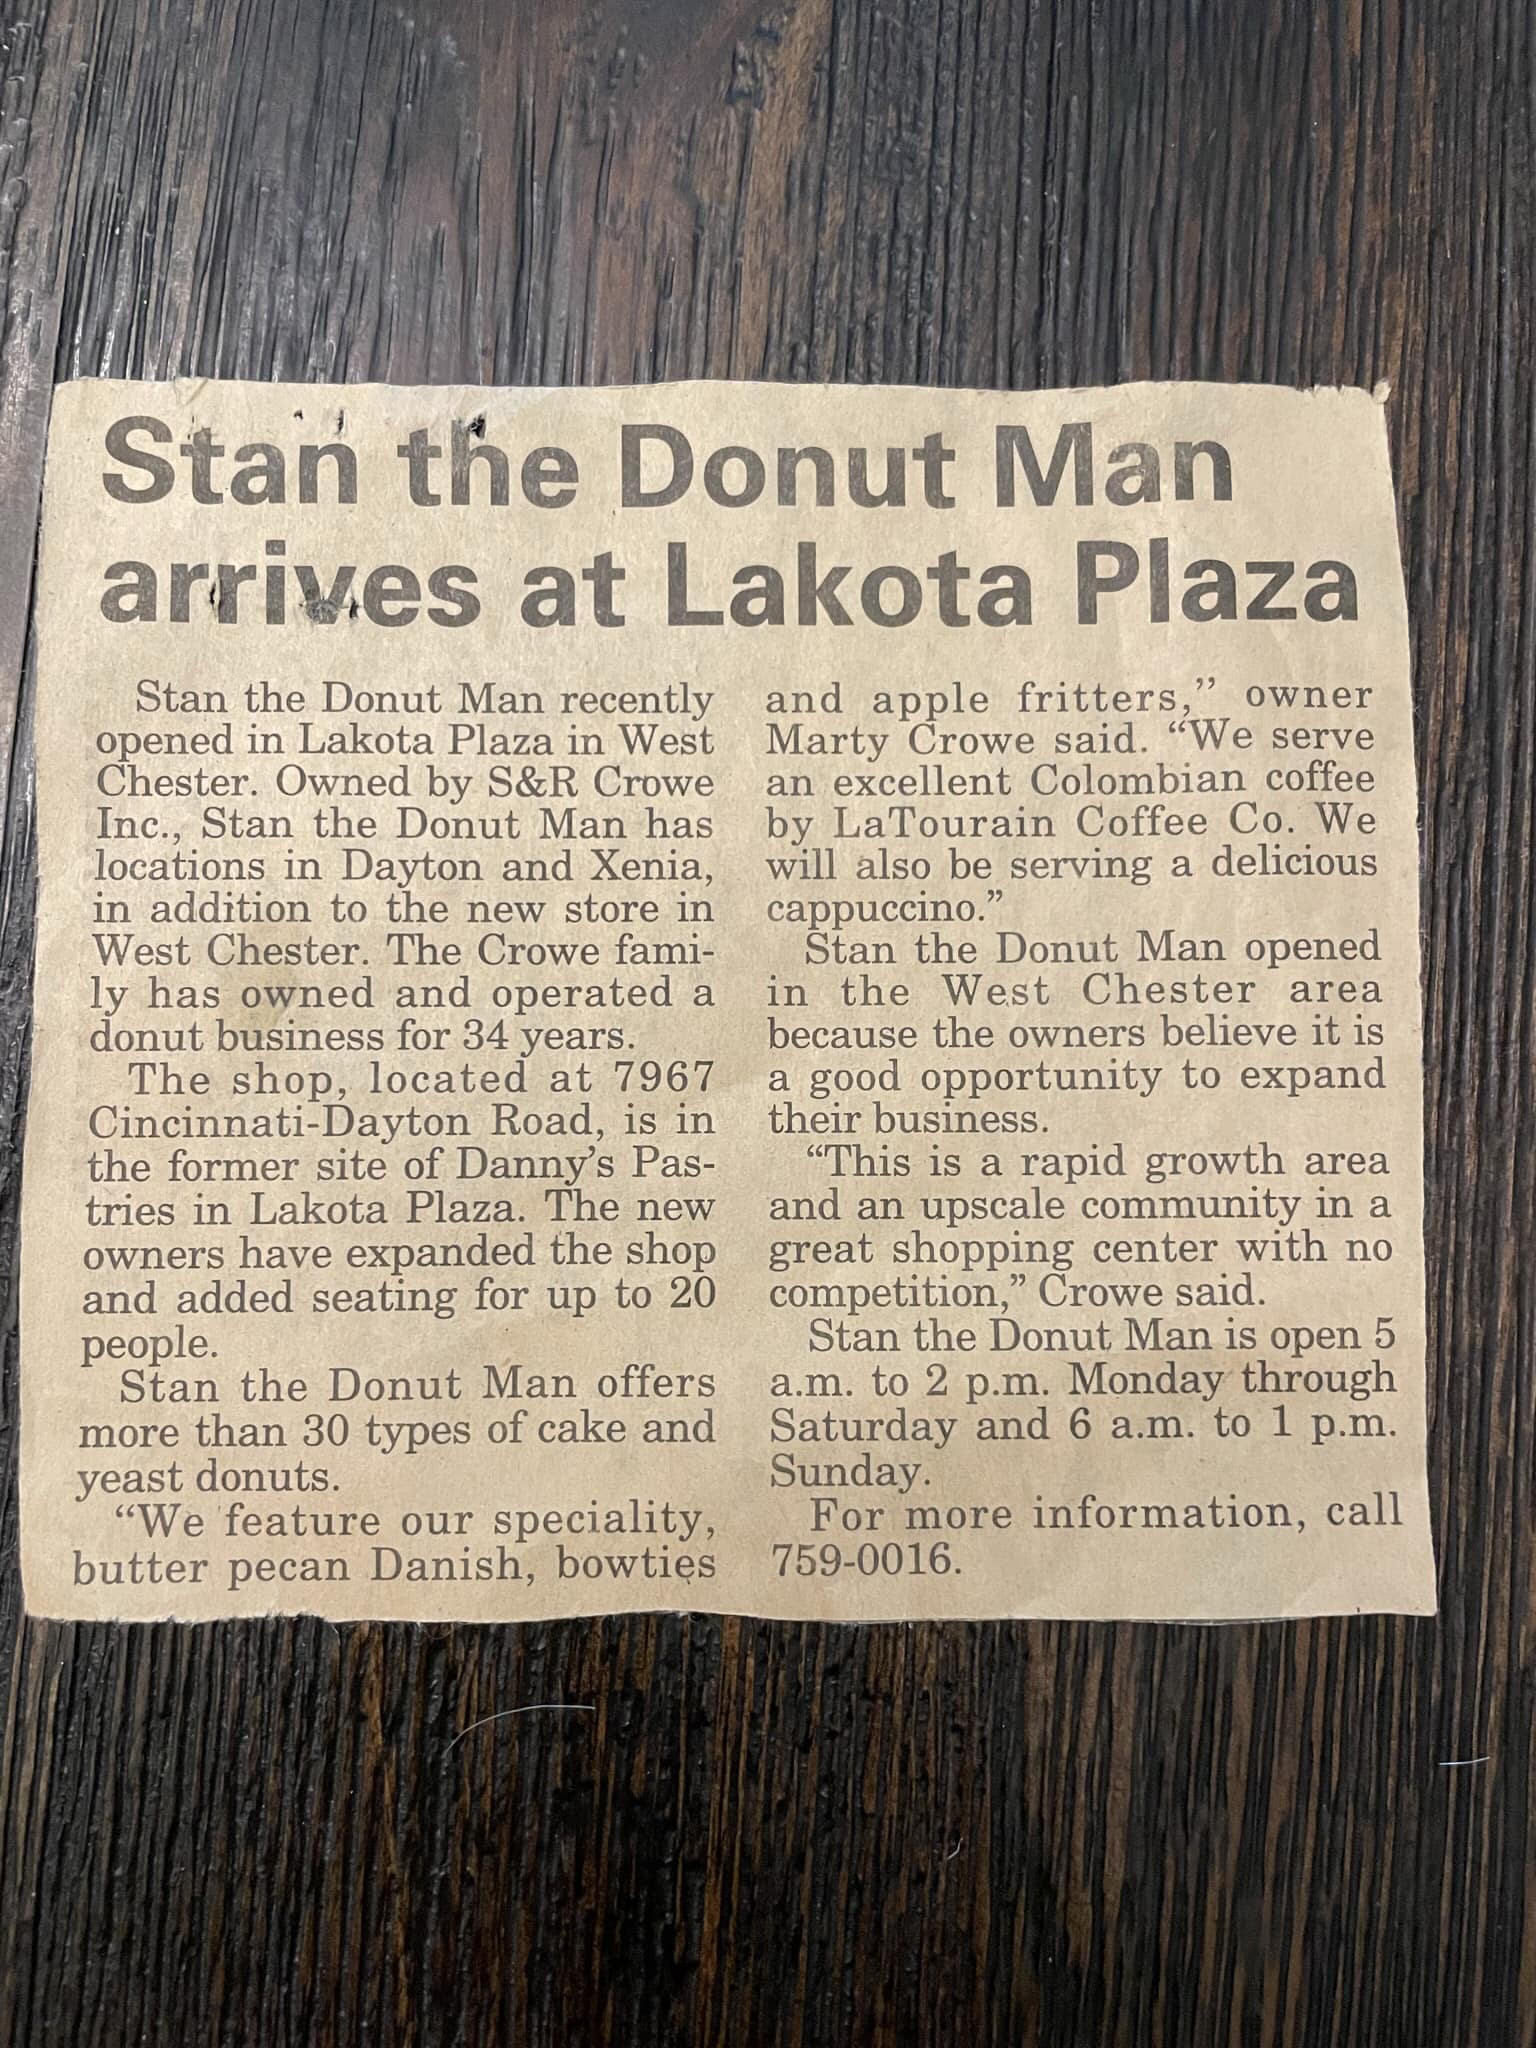 Stan the Donut Man
arrives at Lakota Plaza
Stan the Donut Man recently
opened in Lakota Plaza in West
Chester. Owned by S&R Crowe
Inc., Stan the Donut Man has
locations in Dayton and Xenia,
in addition to the new store in
West Chester. The Crowe fami-
ly has owned and operated a
donut business for 34 years.
The shop, located at 7967
Cincinnati-Dayton Road, is in
the former site of Danny's Pas-
tries in Lakota Plaza. The new
owners have expanded the shop
and added seating for up to 20
people.
Stan the Donut Man offers
more than 30 types of cake and
yeast donuts.
“We feature our speciality,
butter pecan Danish, bowties
and apple fritters,” owner
Marty Crowe said. “We serve
an excellent Colombian coffee
by LaTourain Coffee Co. We
will also be serving a delicious
cappuccino.”
Stan the Donut Man opened
in the West Chester area
because the owners believe it is
a good opportunity to expand
their business.
“This is a rapid growth area
and an upscale community in a
great shopping center with no
competition,” Crowe said.
Stan the Donut Man is open 5
a.m. to 2 p.m. Monday through
Saturday and 6 a.m. to 1 p.m.
Sunday.
For more information, call
759-0016.